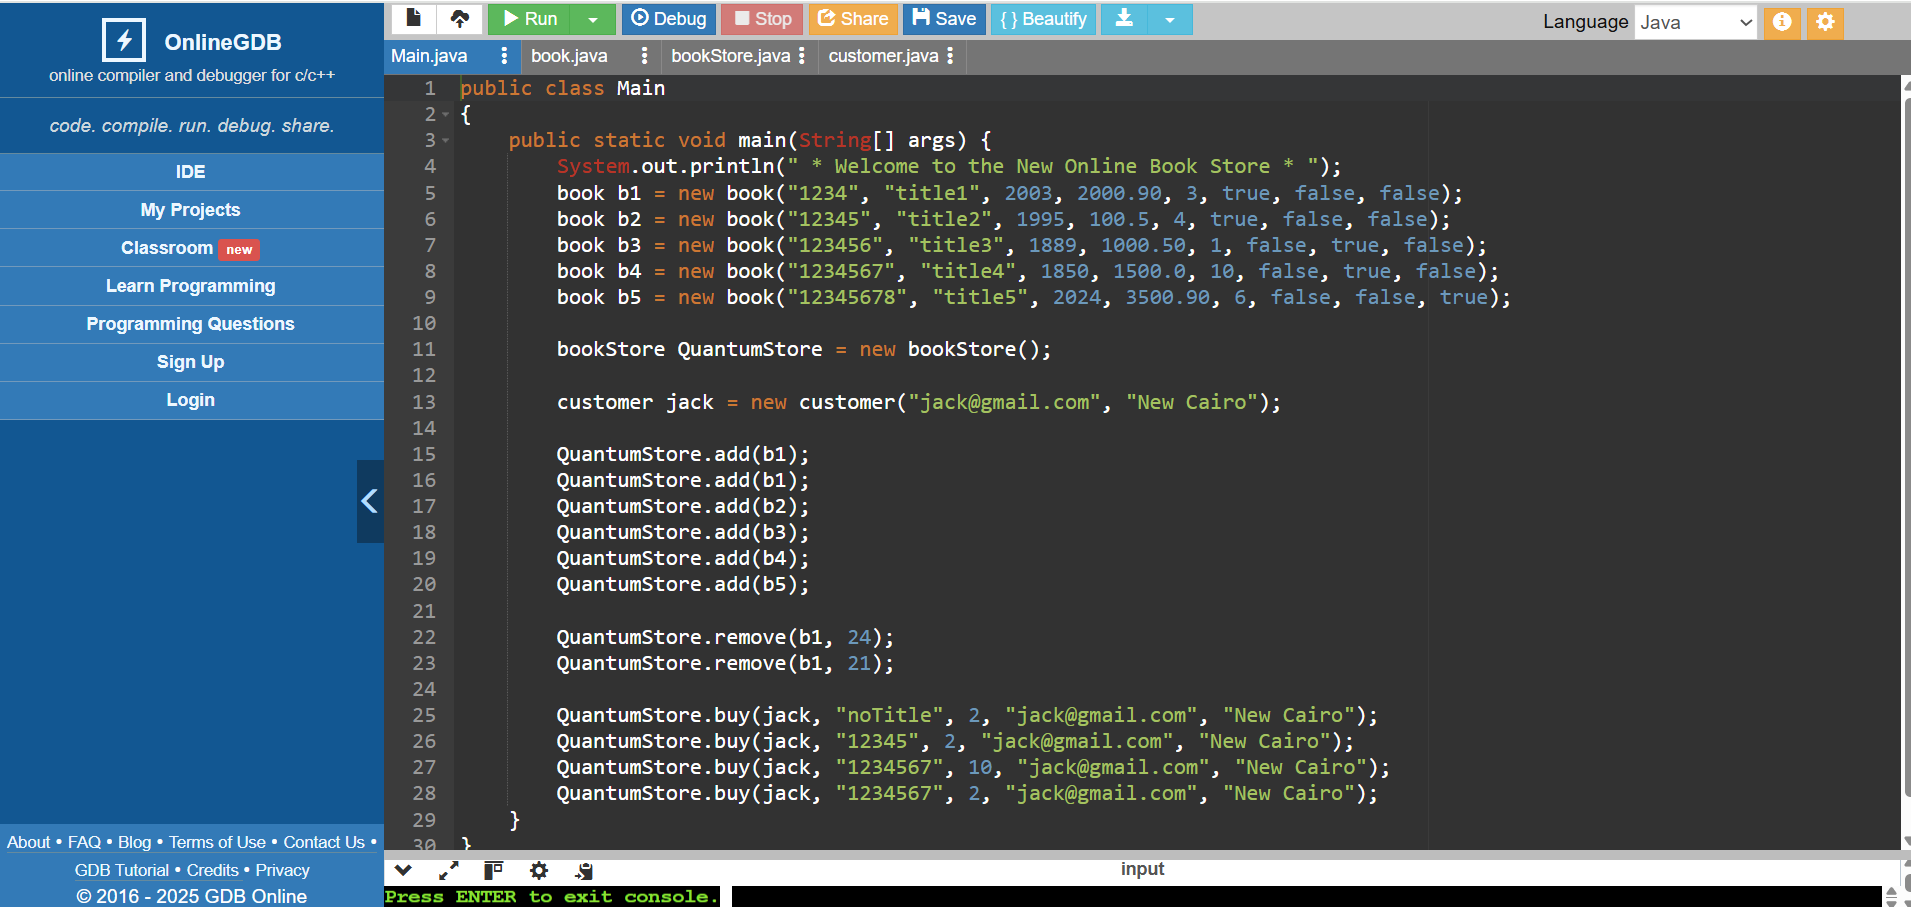 OnlineGDB
online compiler and debugger for c/c++
code. compile. run. debug. share.
IDE
My Projects
Classroom new
Learn Programming
Programming Questions
Sign Up
Login
About • FAQ • Blog • Terms of Use • Contact Us •
GDB Tutorial • Credits • Privacy
© 2016 - 2025 GDB Online
Run Debug Stop Share Save { } Beautify Language Java
Main.java book.java bookStore.java customer.java
1 public class Main
2 {
3     public static void main(String[] args) {
4         System.out.println(" * Welcome to the New Online Book Store * ");
5         book b1 = new book("1234", "title1", 2003, 2000.90, 3, true, false, false);
6         book b2 = new book("12345", "title2", 1995, 100.5, 4, true, false, false);
7         book b3 = new book("123456", "title3", 1889, 1000.50, 1, false, true, false);
8         book b4 = new book("1234567", "title4", 1850, 1500.0, 10, false, true, false);
9         book b5 = new book("12345678", "title5", 2024, 3500.90, 6, false, false, true);
10
11         bookStore QuantumStore = new bookStore();
12
13         customer jack = new customer("jack@gmail.com", "New Cairo");
14
15         QuantumStore.add(b1);
16         QuantumStore.add(b1);
17         QuantumStore.add(b2);
18         QuantumStore.add(b3);
19         QuantumStore.add(b4);
20         QuantumStore.add(b5);
21
22         QuantumStore.remove(b1, 24);
23         QuantumStore.remove(b1, 21);
24
25         QuantumStore.buy(jack, "noTitle", 2, "jack@gmail.com", "New Cairo");
26         QuantumStore.buy(jack, "12345", 2, "jack@gmail.com", "New Cairo");
27         QuantumStore.buy(jack, "1234567", 10, "jack@gmail.com", "New Cairo");
28         QuantumStore.buy(jack, "1234567", 2, "jack@gmail.com", "New Cairo");
29     }
30 }
input
Press ENTER to exit console.